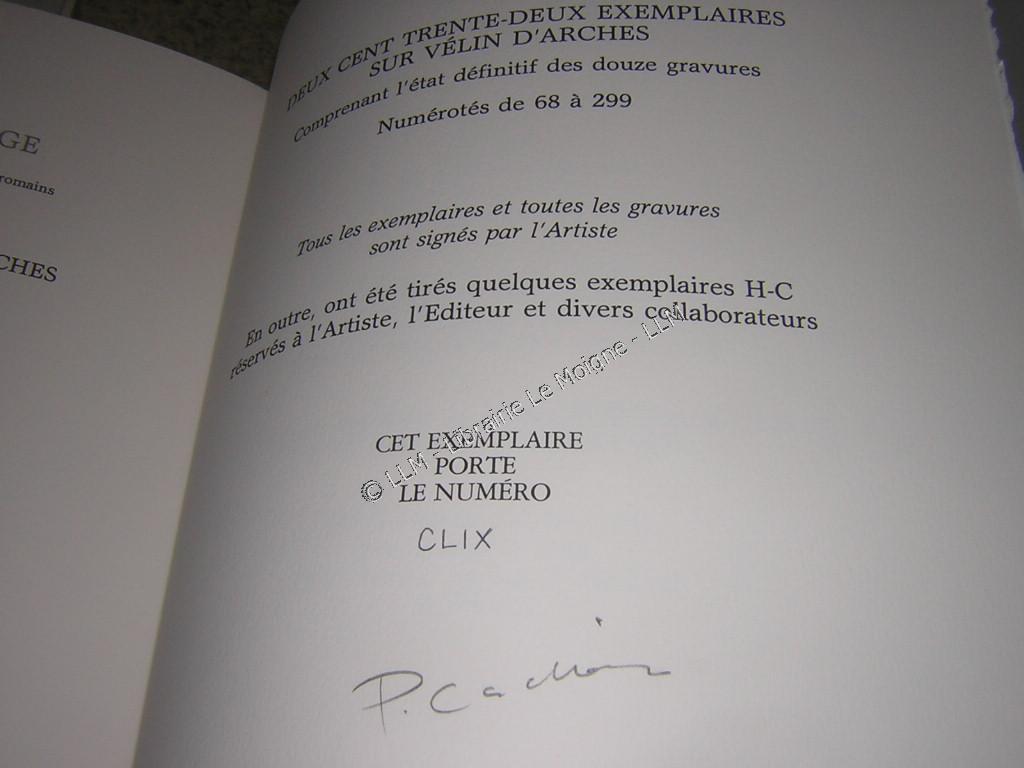 GE
romains
CHES
DEUX CENT TRENTE-DEUX EXEMPLAIRES
SUR VÉLIN D'ARCHES
Comprenant l'état définitif des douze gravures
Numérotés de 68 à 299
Tous les exemplaires et toutes les gravures
sont signés par l'Artiste
En outre, ont été tirés quelques exemplaires H-C
réservés à l'Artiste, l'Editeur et divers collaborateurs
© LLM - Librairie Le Moigne - LLM
CET EXEMPLAIRE
PORTE
LE NUMÉRO
CLIX